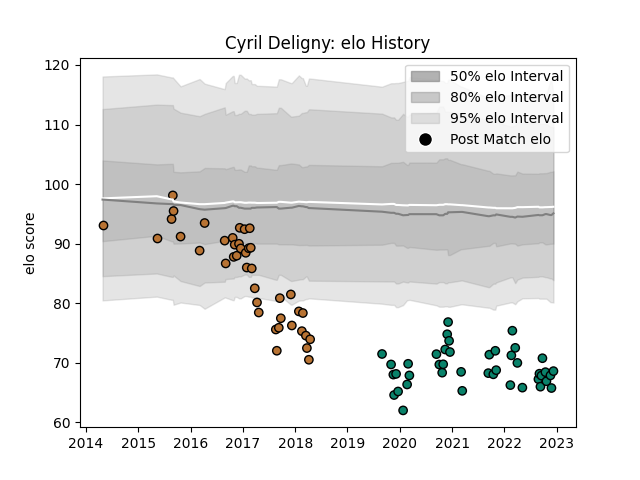 Cyril Deligny: elo History
120
110
100
90
80
70
60
elo score
50% elo Interval
80% elo Interval
95% elo Interval
Post Match elo
2014 2015 2016 2017 2018 2019 2020 2021 2022 2023